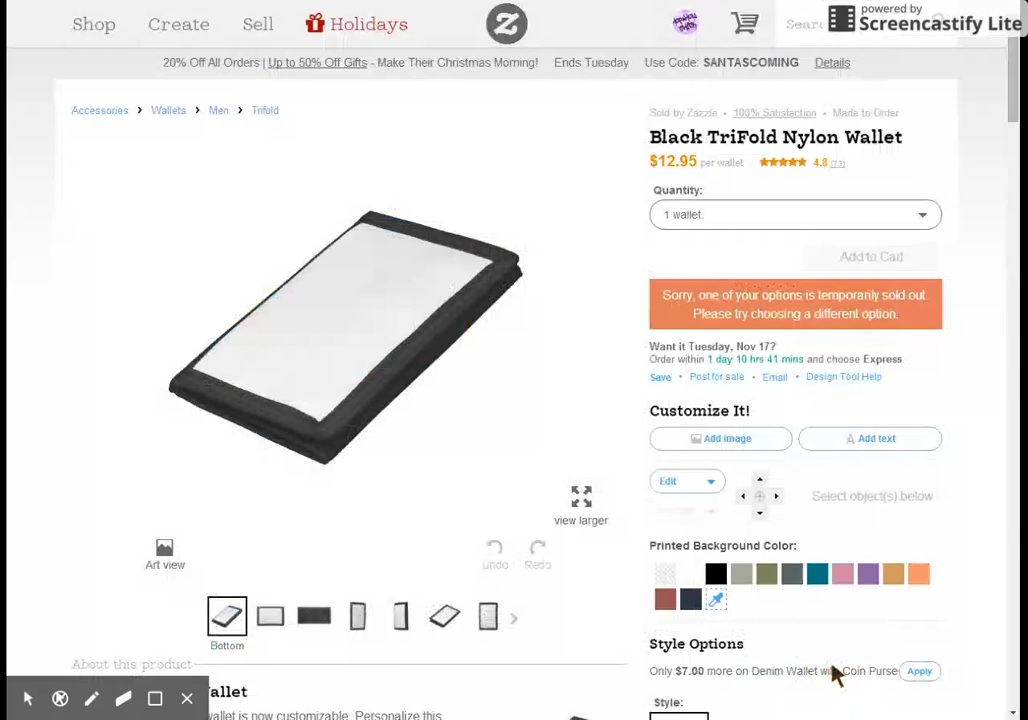 powered by
Screencastify Lite
Shop Create Sell Holidays Z Sear
20% Off All Orders | Up to 50% Off Gifts - Make Their Christmas Morning! Ends Tuesday Use Code: SANTASCOMING Details
Accessories > Wallets > Men > Trifold
Sold by Zazzle • 100% Satisfaction • Made to Order
Black TriFold Nylon Wallet
$12.95 per wallet 4.8 (73)
Quantity:
1 wallet
Add to Cart
Sorry, one of your options is temporarily sold out.
Please try choosing a different option.
Want it Tuesday, Nov 17?
Order within 1 day 10 hrs 41 mins and choose Express.
Save • Post for sale • Email • Design Tool Help
Customize It!
Add image A Add text
Edit Select object(s) below
view larger
Art view Undo Redo
Printed Background Color:
Bottom
Style Options
Only $7.00 more on Denim Wallet with Coin Purse Apply
About this product
Style:
allet
wallet is now customizable. Personalize this